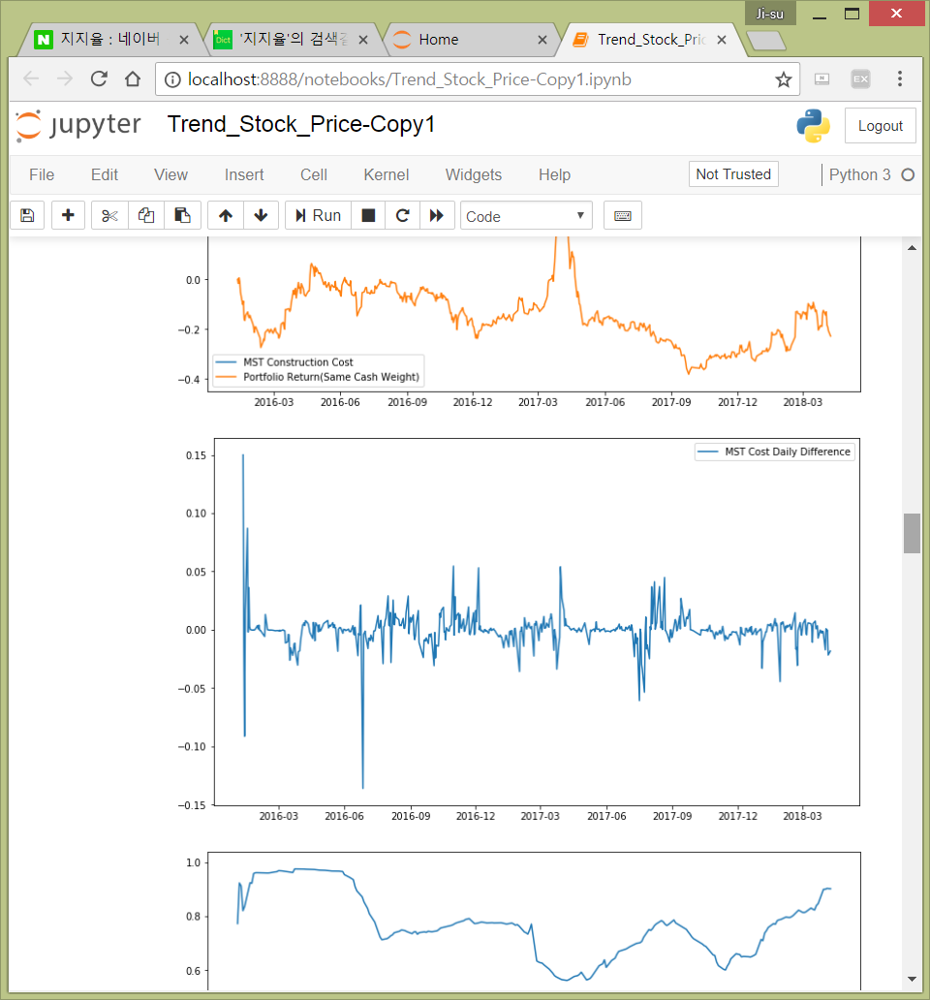 Ji-su
N 지지율 : 네이버
Dict '지지율'의 검색
Home
Trend_Stock_Pric
localhost:8888/notebooks/Trend_Stock_Price-Copy1.ipynb
EX
jupyter Trend_Stock_Price-Copy1
Logout
File Edit View Insert Cell Kernel Widgets Help Not Trusted Python 3
Run Code
0.0
−0.2
−0.4
MST Construction Cost
Portfolio Return(Same Cash Weight)
2016-03 2016-06 2016-09 2016-12 2017-03 2017-06 2017-09 2017-12 2018-03
MST Cost Daily Difference
0.15
0.10
0.05
0.00
−0.05
−0.10
−0.15
2016-03 2016-06 2016-09 2016-12 2017-03 2017-06 2017-09 2017-12 2018-03
1.0
0.8
0.6